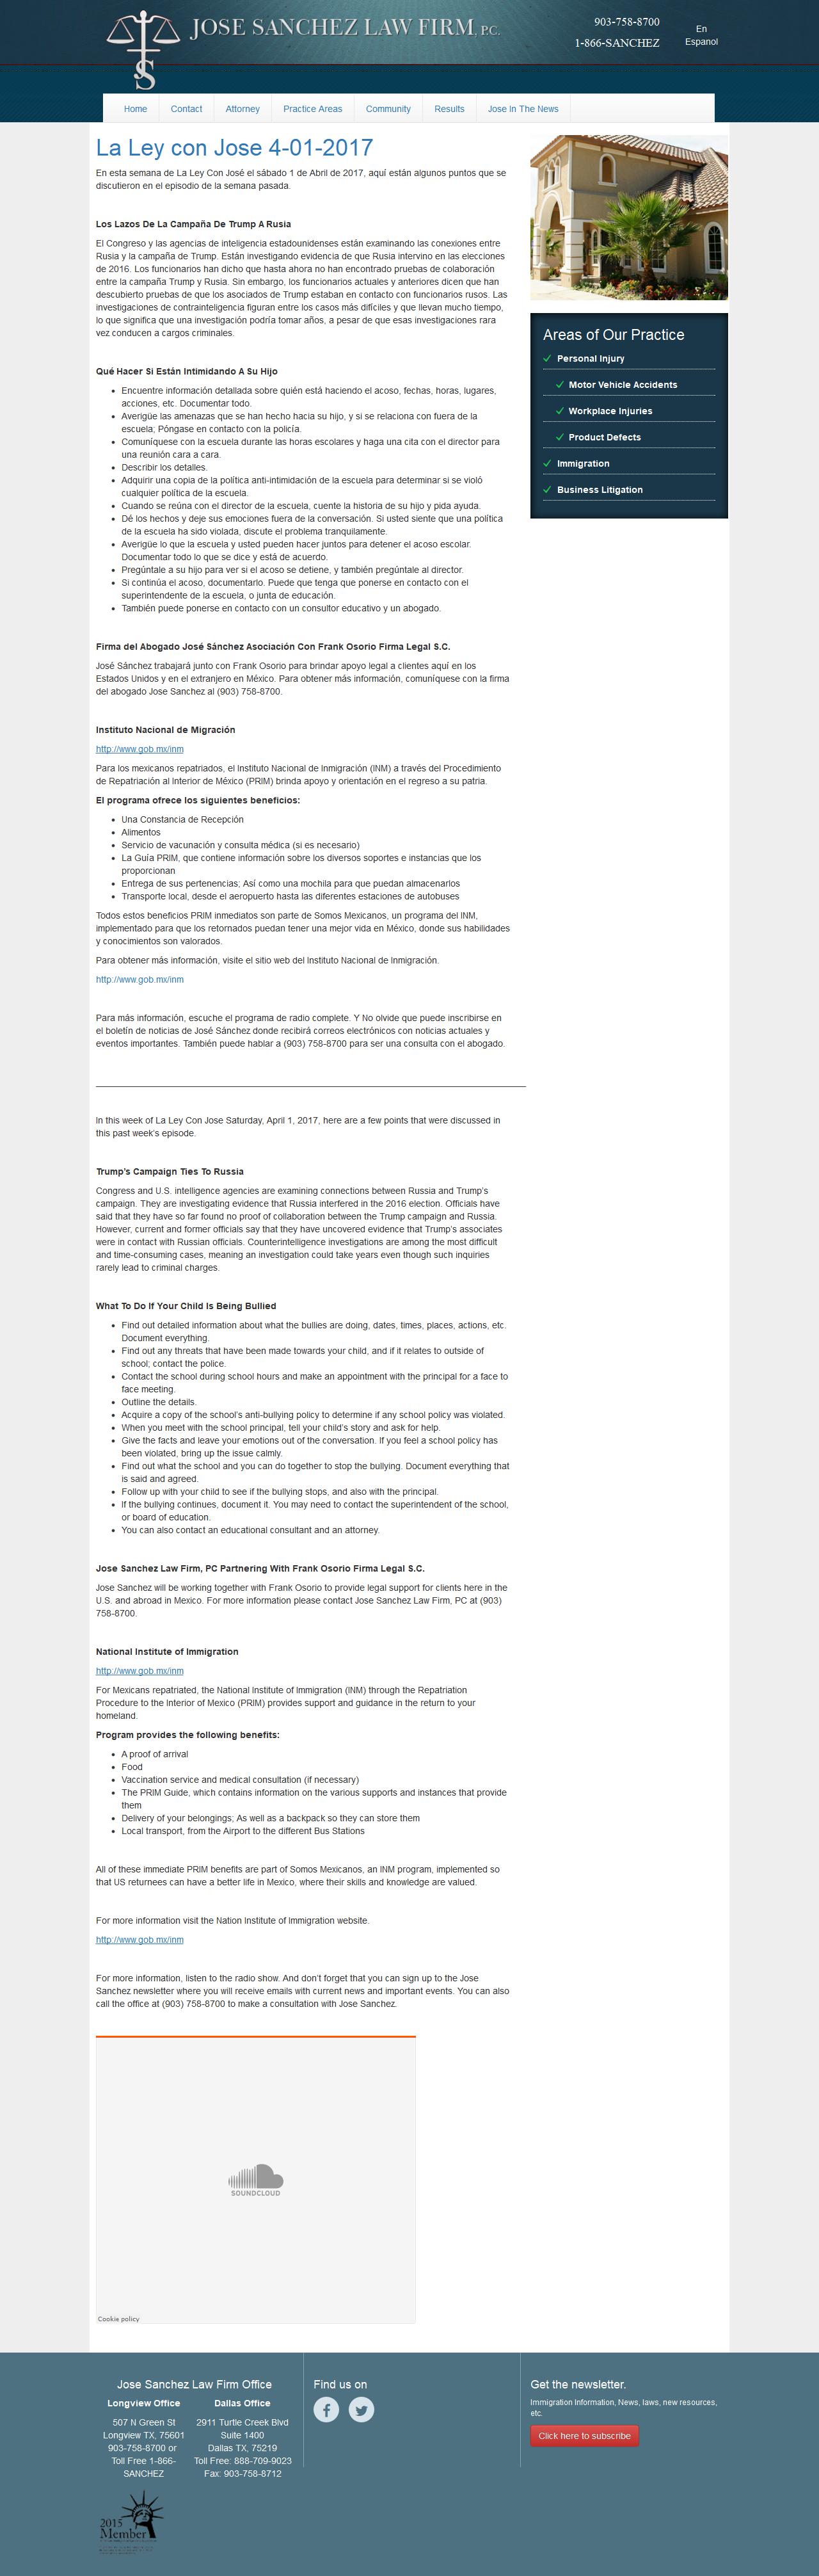 JOSE SANCHEZ LAW FIRM, P.C.
903-758-8700
1-866-SANCHEZ
En
Espanol
Home Contact Attorney Practice Areas Community Results Jose In The News
La Ley con Jose 4-01-2017
En esta semana de La Ley Con José el sábado 1 de Abril de 2017, aquí están algunos puntos que se
discutieron en el episodio de la semana pasada.
Los Lazos De La Campaña De Trump A Rusia
El Congreso y las agencias de inteligencia estadounidenses están examinando las conexiones entre
Rusia y la campaña de Trump. Están investigando evidencia de que Rusia intervino en las elecciones
de 2016. Los funcionarios han dicho que hasta ahora no han encontrado pruebas de colaboración
entre la campaña Trump y Rusia. Sin embargo, los funcionarios actuales y anteriores dicen que han
descubierto pruebas de que los asociados de Trump estaban en contacto con funcionarios rusos. Las
investigaciones de contrainteligencia figuran entre los casos más difíciles y que llevan mucho tiempo,
lo que significa que una investigación podría tomar años, a pesar de que esas investigaciones rara
vez conducen a cargos criminales.
Qué Hacer Si Están Intimidando A Su Hijo
• Encuentre información detallada sobre quién está haciendo el acoso, fechas, horas, lugares,
acciones, etc. Documentar todo.
• Averigüe las amenazas que se han hecho hacia su hijo, y si se relaciona con fuera de la
escuela; Póngase en contacto con la policía.
• Comuníquese con la escuela durante las horas escolares y haga una cita con el director para
una reunión cara a cara.
• Describir los detalles.
• Adquirir una copia de la política anti-intimidación de la escuela para determinar si se violó
cualquier política de la escuela.
• Cuando se reúna con el director de la escuela, cuente la historia de su hijo y pida ayuda.
• Dé los hechos y deje sus emociones fuera de la conversación. Si usted siente que una política
de la escuela ha sido violada, discute el problema tranquilamente.
• Averigüe lo que la escuela y usted pueden hacer juntos para detener el acoso escolar.
Documentar todo lo que se dice y está de acuerdo.
• Pregúntale a su hijo para ver si el acoso se detiene, y también pregúntale al director.
• Si continúa el acoso, documentarlo. Puede que tenga que ponerse en contacto con el
superintendente de la escuela, o junta de educación.
• También puede ponerse en contacto con un consultor educativo y un abogado.
Firma del Abogado José Sánchez Asociación Con Frank Osorio Firma Legal S.C.
José Sánchez trabajará junto con Frank Osorio para brindar apoyo legal a clientes aquí en los
Estados Unidos y en el extranjero en México. Para obtener más información, comuníquese con la firma
del abogado Jose Sanchez al (903) 758-8700.
Instituto Nacional de Migración
http://www.gob.mx/inm
Para los mexicanos repatriados, el Instituto Nacional de Inmigración (INM) a través del Procedimiento
de Repatriación al Interior de México (PRIM) brinda apoyo y orientación en el regreso a su patria.
El programa ofrece los siguientes beneficios:
• Una Constancia de Recepción
• Alimentos
• Servicio de vacunación y consulta médica (si es necesario)
• La Guía PRIM, que contiene información sobre los diversos soportes e instancias que los
proporcionan
• Entrega de sus pertenencias; Así como una mochila para que puedan almacenarlos
• Transporte local, desde el aeropuerto hasta las diferentes estaciones de autobuses
Todos estos beneficios PRIM inmediatos son parte de Somos Mexicanos, un programa del INM,
implementado para que los retornados puedan tener una mejor vida en México, donde sus habilidades
y conocimientos son valorados.
Para obtener más información, visite el sitio web del Instituto Nacional de Inmigración.
http://www.gob.mx/inm
Para más información, escuche el programa de radio complete. Y No olvide que puede inscribirse en
el boletín de noticias de José Sánchez donde recibirá correos electrónicos con noticias actuales y
eventos importantes. También puede hablar a (903) 758-8700 para ser una consulta con el abogado.
In this week of La Ley Con Jose Saturday, April 1, 2017, here are a few points that were discussed in
this past week's episode.
Trump's Campaign Ties To Russia
Congress and U.S. intelligence agencies are examining connections between Russia and Trump's
campaign. They are investigating evidence that Russia interfered in the 2016 election. Officials have
said that they have so far found no proof of collaboration between the Trump campaign and Russia.
However, current and former officials say that they have uncovered evidence that Trump's associates
were in contact with Russian officials. Counterintelligence investigations are among the most difficult
and time-consuming cases, meaning an investigation could take years even though such inquiries
rarely lead to criminal charges.
What To Do If Your Child Is Being Bullied
• Find out detailed information about what the bullies are doing, dates, times, places, actions, etc.
Document everything.
• Find out any threats that have been made towards your child, and if it relates to outside of
school; contact the police.
• Contact the school during school hours and make an appointment with the principal for a face to
face meeting.
• Outline the details.
• Acquire a copy of the school's anti-bullying policy to determine if any school policy was violated.
• When you meet with the school principal, tell your child's story and ask for help.
• Give the facts and leave your emotions out of the conversation. If you feel a school policy has
been violated, bring up the issue calmly.
• Find out what the school and you can do together to stop the bullying. Document everything that
is said and agreed.
• Follow up with your child to see if the bullying stops, and also with the principal.
• If the bullying continues, document it. You may need to contact the superintendent of the school,
or board of education.
• You can also contact an educational consultant and an attorney.
Jose Sanchez Law Firm, PC Partnering With Frank Osorio Firma Legal S.C.
Jose Sanchez will be working together with Frank Osorio to provide legal support for clients here in the
U.S. and abroad in Mexico. For more information please contact Jose Sanchez Law Firm, PC at (903)
758-8700.
National Institute of Immigration
http://www.gob.mx/inm
For Mexicans repatriated, the National Institute of Immigration (INM) through the Repatriation
Procedure to the Interior of Mexico (PRIM) provides support and guidance in the return to your
homeland.
Program provides the following benefits:
• A proof of arrival
• Food
• Vaccination service and medical consultation (if necessary)
• The PRIM Guide, which contains information on the various supports and instances that provide
them
• Delivery of your belongings; As well as a backpack so they can store them
• Local transport, from the Airport to the different Bus Stations
All of these immediate PRIM benefits are part of Somos Mexicanos, an INM program, implemented so
that US returnees can have a better life in Mexico, where their skills and knowledge are valued.
For more information visit the Nation Institute of Immigration website.
http://www.gob.mx/inm
For more information, listen to the radio show. And don't forget that you can sign up to the Jose
Sanchez newsletter where you will receive emails with current news and important events. You can also
call the office at (903) 758-8700 to make a consultation with Jose Sanchez.
SOUNDCLOUD
Cookie policy
Areas of Our Practice
Personal Injury
Motor Vehicle Accidents
Workplace Injuries
Product Defects
Immigration
Business Litigation
Jose Sanchez Law Firm Office
Longview Office
507 N Green St
Longview TX, 75601
903-758-8700 or
Toll Free 1-866-
SANCHEZ
Dallas Office
2911 Turtle Creek Blvd
Suite 1400
Dallas TX, 75219
Toll Free: 888-709-9023
Fax: 903-758-8712
2015
Member
Find us on
Get the newsletter.
Immigration Information, News, laws, new resources,
etc.
Click here to subscribe